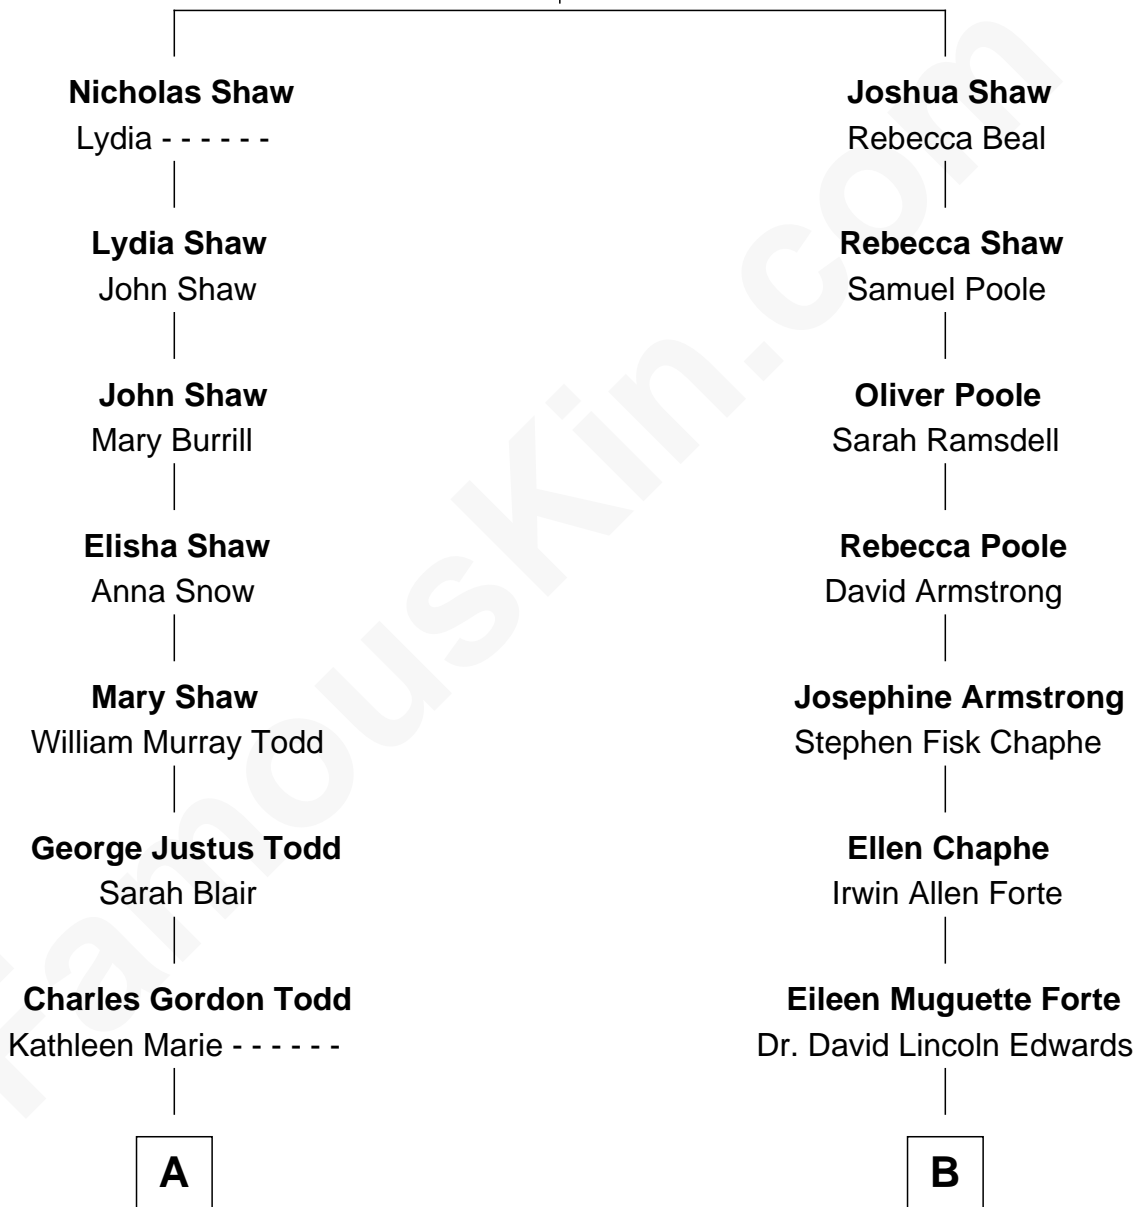 Nicholas Shaw
Lydia - - - - - -
Lydia Shaw
John Shaw
John Shaw
Mary Burrill
Elisha Shaw
Anna Snow
Mary Shaw
William Murray Todd
George Justus Todd
Sarah Blair
Charles Gordon Todd
Kathleen Marie - - - - - -
A
Joshua Shaw
Rebecca Beal
Rebecca Shaw
Samuel Poole
Oliver Poole
Sarah Ramsdell
Rebecca Poole
David Armstrong
Josephine Armstrong
Stephen Fisk Chaphe
Ellen Chaphe
Irwin Allen Forte
Eileen Muguette Forte
Dr. David Lincoln Edwards
B
FamousKin.com